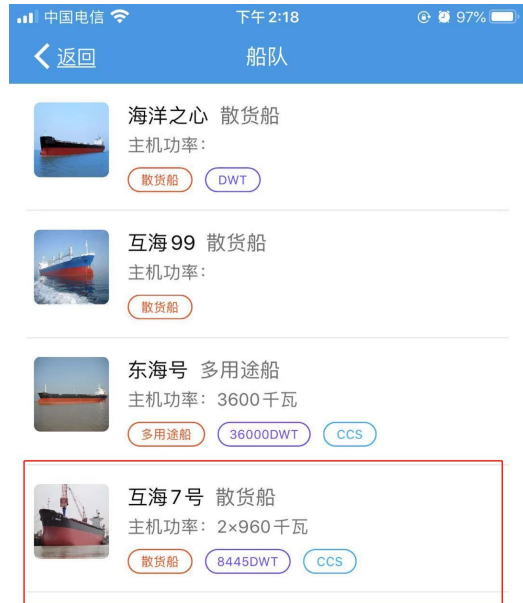 中国电信 下午2:18 97%
返回 船队
海洋之心 散货船
主机功率：
散货船 DWT
互海99 散货船
主机功率：
散货船
东海号 多用途船
主机功率：3600千瓦
多用途船 36000DWT CCS
互海7号 散货船
主机功率：2×960千瓦
散货船 8445DWT CCS